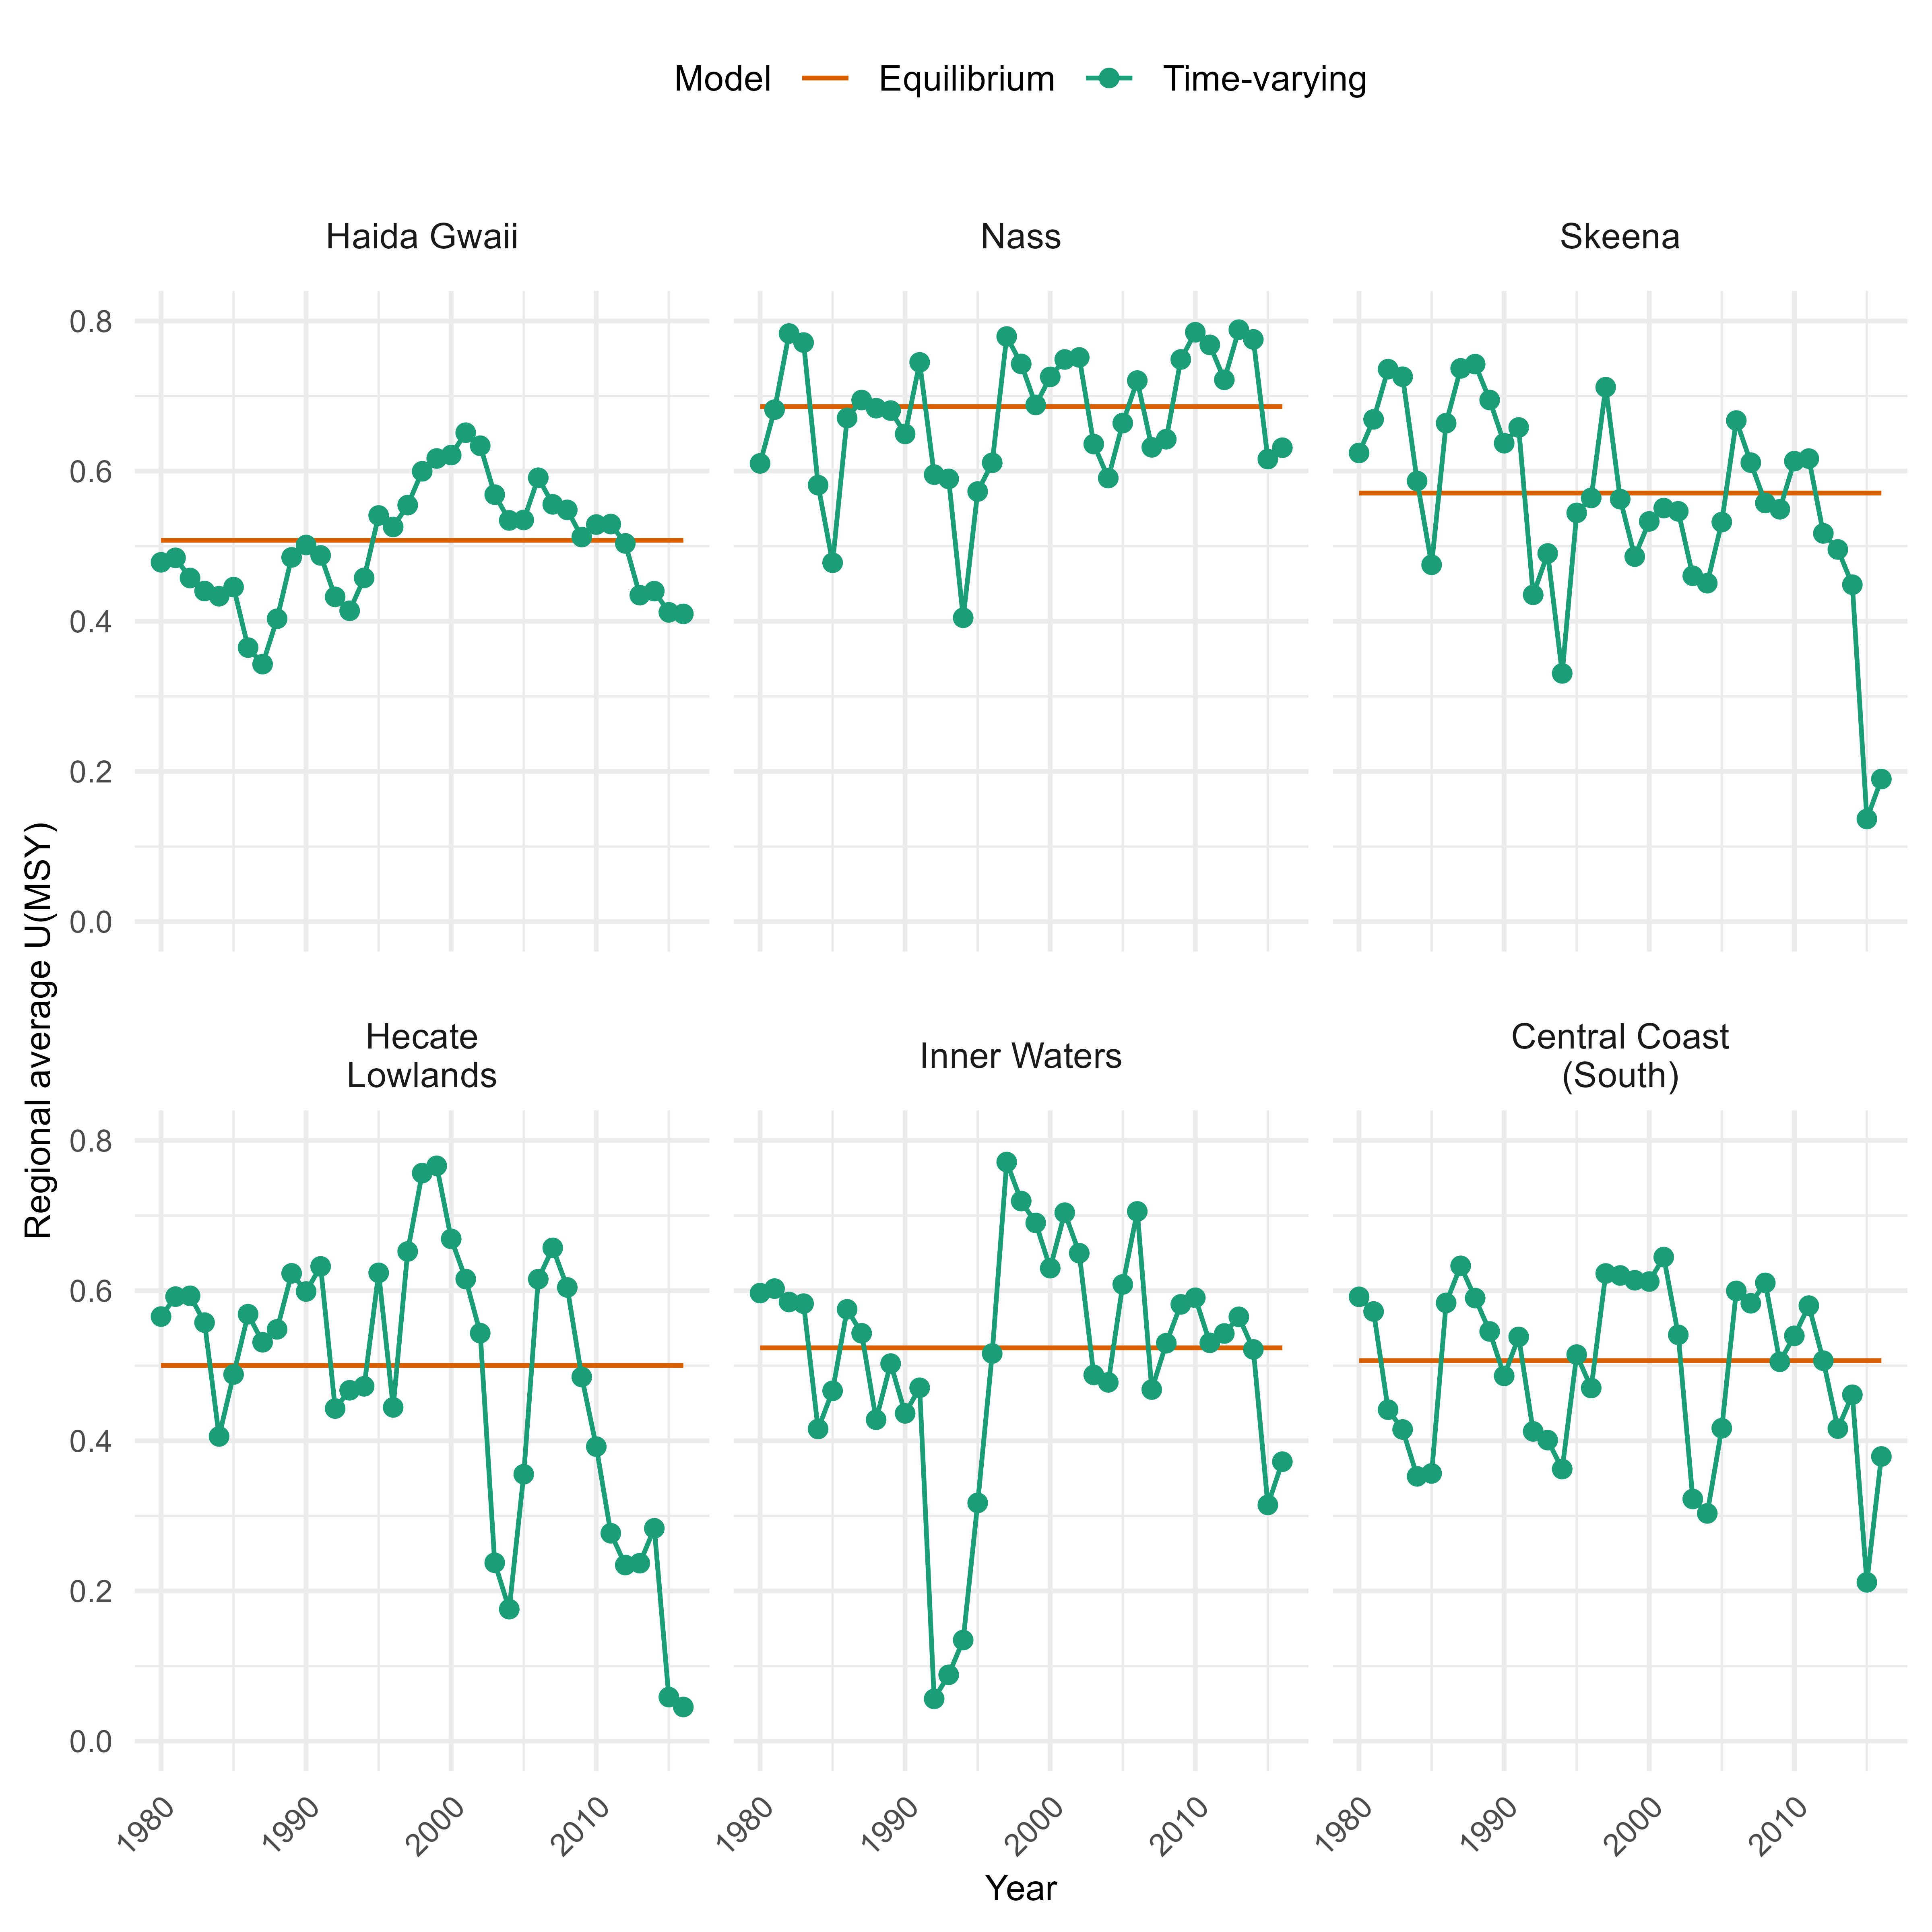 Model Equilibrium Time-varying
Haida Gwaii Nass Skeena
0.8
0.6
0.4
0.2
0.0
Regional average U(MSY)
Hecate
Lowlands
Inner Waters
Central Coast
(South)
0.8
0.6
0.4
0.2
0.0
1980 1990 2000 2010 1980 1990 2000 2010 1980 1990 2000 2010
Year